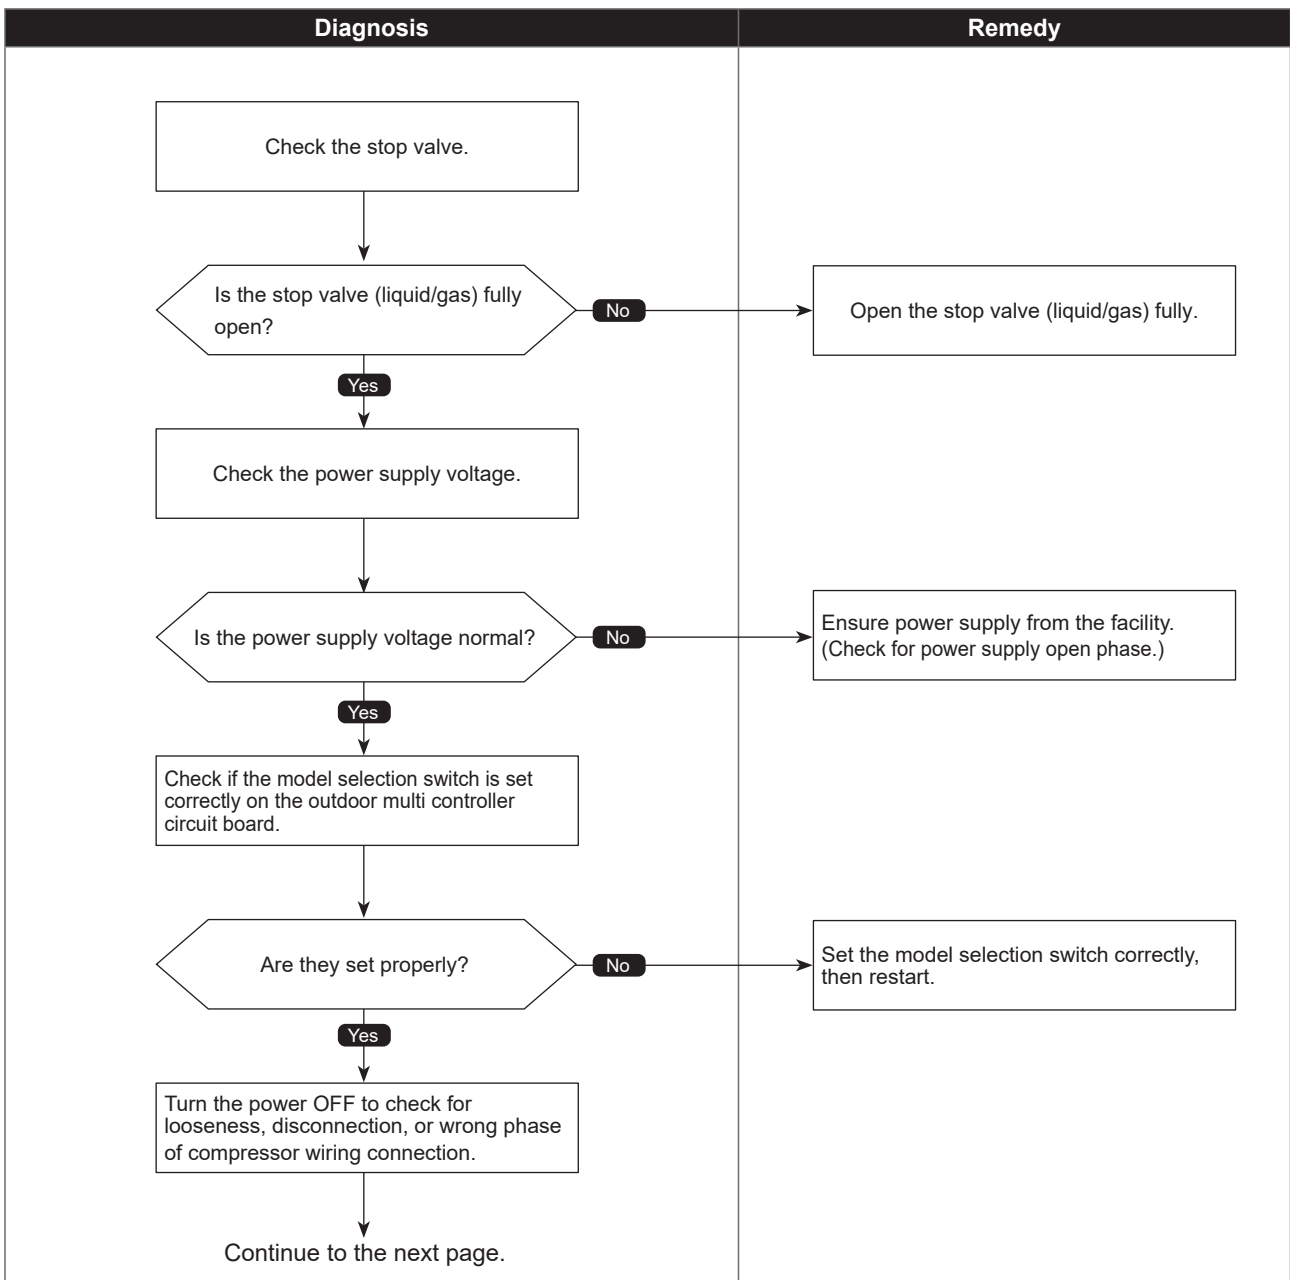 Diagnosis
Remedy
Check the stop valve.
Is the stop valve (liquid/gas) fully
open?
No
Open the stop valve (liquid/gas) fully.
Yes
Check the power supply voltage.
Is the power supply voltage normal?
No
Ensure power supply from the facility.
(Check for power supply open phase.)
Yes
Check if the model selection switch is set
correctly on the outdoor multi controller
circuit board.
Are they set properly?
No
Set the model selection switch correctly,
then restart.
Yes
Turn the power OFF to check for
looseness, disconnection, or wrong phase
of compressor wiring connection.
Continue to the next page.